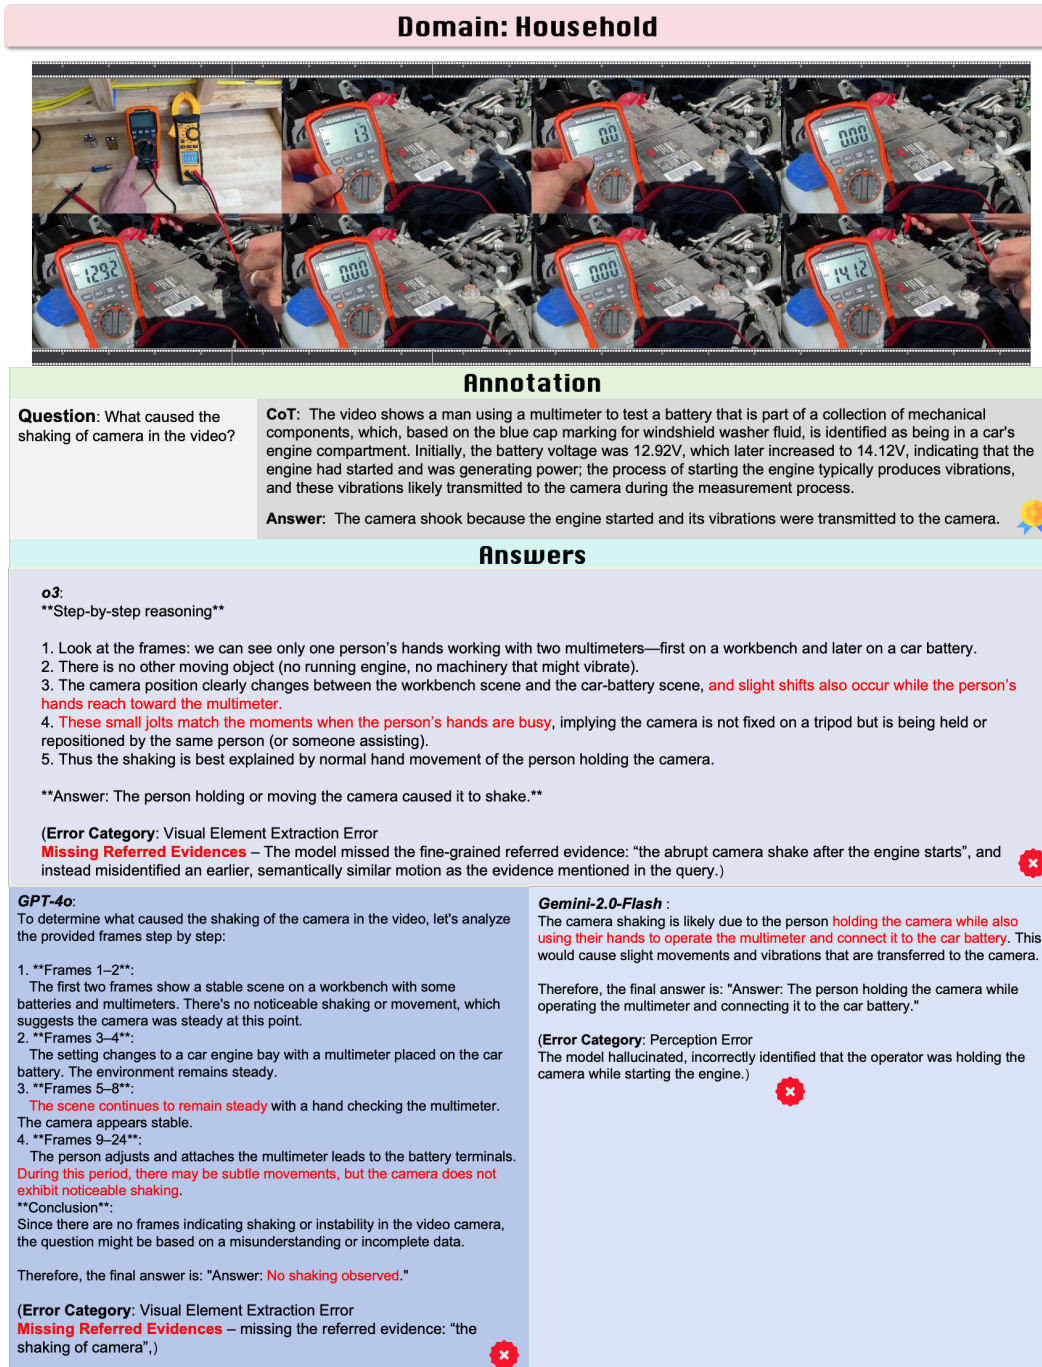 Domain: Household
KLEIN TOOLS
1.3
0.0
0.00
12.92
0.00
0.00
14.12
Annotation
Question: What caused the
shaking of camera in the video?
CoT:  The video shows a man using a multimeter to test a battery that is part of a collection of mechanical
components, which, based on the blue cap marking for windshield washer fluid, is identified as being in a car's
engine compartment. Initially, the battery voltage was 12.92V, which later increased to 14.12V, indicating that the
engine had started and was generating power; the process of starting the engine typically produces vibrations,
and these vibrations likely transmitted to the camera during the measurement process.
Answer:  The camera shook because the engine started and its vibrations were transmitted to the camera.
Answers
o3:
**Step-by-step reasoning**
1. Look at the frames: we can see only one person’s hands working with two multimeters—first on a workbench and later on a car battery.
2. There is no other moving object (no running engine, no machinery that might vibrate).
3. The camera position clearly changes between the workbench scene and the car-battery scene, and slight shifts also occur while the person’s
hands reach toward the multimeter.
4. These small jolts match the moments when the person’s hands are busy, implying the camera is not fixed on a tripod but is being held or
repositioned by the same person (or someone assisting).
5. Thus the shaking is best explained by normal hand movement of the person holding the camera.
**Answer: The person holding or moving the camera caused it to shake.**
(Error Category: Visual Element Extraction Error
Missing Referred Evidences – The model missed the fine-grained referred evidence: “the abrupt camera shake after the engine starts”, and
instead misidentified an earlier, semantically similar motion as the evidence mentioned in the query.)
GPT-4o:
To determine what caused the shaking of the camera in the video, let's analyze
the provided frames step by step:
1. **Frames 1–2**:
The first two frames show a stable scene on a workbench with some
batteries and multimeters. There's no noticeable shaking or movement, which
suggests the camera was steady at this point.
2. **Frames 3–4**:
The setting changes to a car engine bay with a multimeter placed on the car
battery. The environment remains steady.
3. **Frames 5–8**:
The scene continues to remain steady with a hand checking the multimeter.
The camera appears stable.
4. **Frames 9–24**:
The person adjusts and attaches the multimeter leads to the battery terminals.
During this period, there may be subtle movements, but the camera does not
exhibit noticeable shaking.
**Conclusion**:
Since there are no frames indicating shaking or instability in the video camera,
the question might be based on a misunderstanding or incomplete data.
Therefore, the final answer is: "Answer: No shaking observed."
(Error Category: Visual Element Extraction Error
Missing Referred Evidences – missing the referred evidence: “the
shaking of camera”,)
Gemini-2.0-Flash :
The camera shaking is likely due to the person holding the camera while also
using their hands to operate the multimeter and connect it to the car battery. This
would cause slight movements and vibrations that are transferred to the camera.
Therefore, the final answer is: "Answer: The person holding the camera while
operating the multimeter and connecting it to the car battery."
(Error Category: Perception Error
The model hallucinated, incorrectly identified that the operator was holding the
camera while starting the engine.)